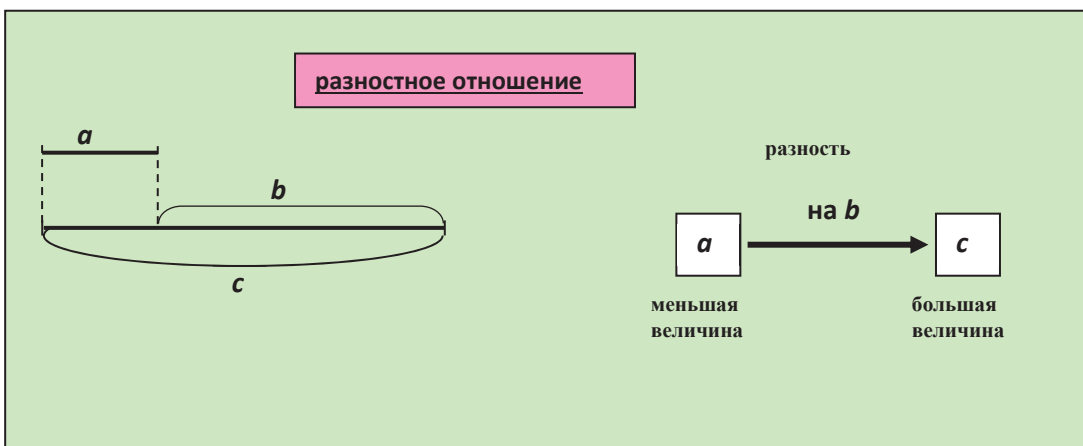 разностное отношение
a
b
c
разность
на b
a
c
меньшая
величина
большая
величина